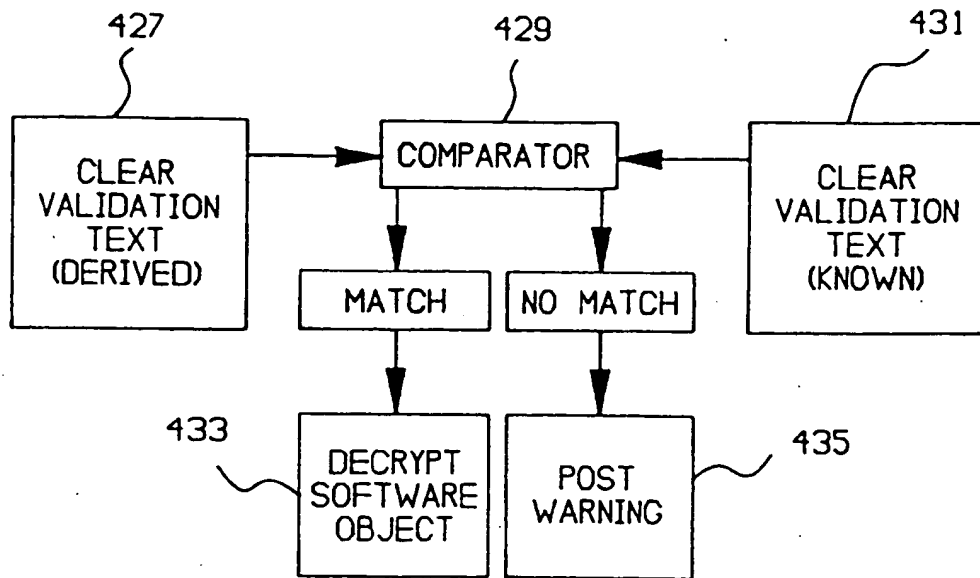 427
429
431
CLEAR
VALIDATION
TEXT
(DERIVED)
COMPARATOR
CLEAR
VALIDATION
TEXT
(KNOWN)
MATCH
NO MATCH
433
DECRYPT
SOFTWARE
OBJECT
POST
WARNING
435